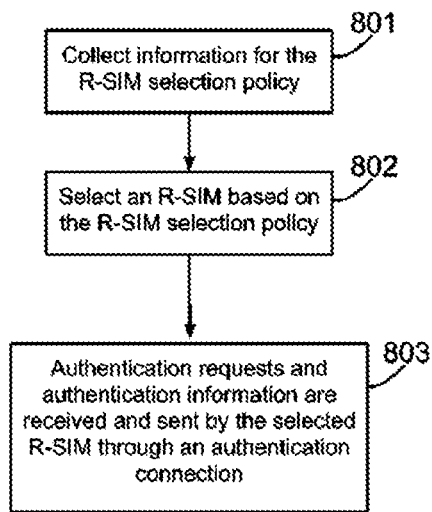 801
Collect information for the
R-SIM selection policy
802
Select an R-SIM based on
the R-SIM selection policy
803
Authentication requests and
authentication information are
received and sent by the selected
R-SIM through an authentication
connection